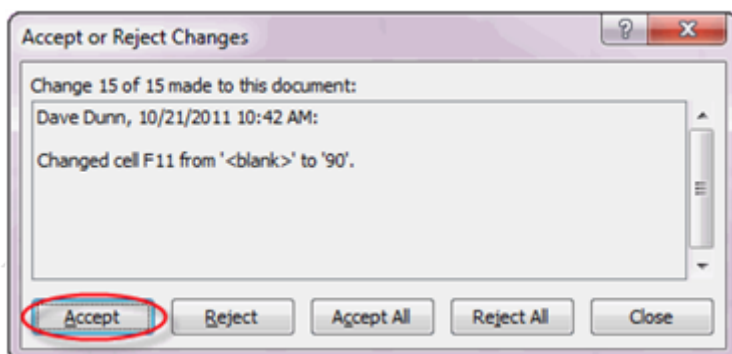 Accept or Reject Changes
Change 15 of 15 made to this document:
Dave Dunn, 10/21/2011 10:42 AM:
Changed cell F11 from '<blank>' to '90'.
Accept Reject Accept All Reject All Close